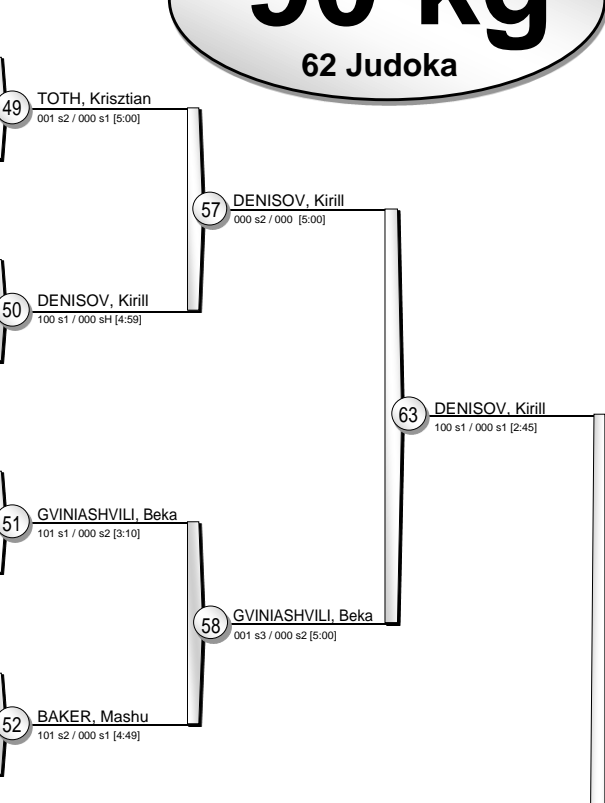 90 kg
62 Judoka
49 TOTH, Krisztian
001 s2 / 000 s1 [5:00]
57 DENISOV, Kirill
000 s2 / 000 [5:00]
50 DENISOV, Kirill
100 s1 / 000 sH [4:59]
63 DENISOV, Kirill
100 s1 / 000 s1 [2:45]
51 GVINIASHVILI, Beka
101 s1 / 000 s2 [3:10]
58 GVINIASHVILI, Beka
001 s3 / 000 s2 [5:00]
52 BAKER, Mashu
101 s2 / 000 s1 [4:49]